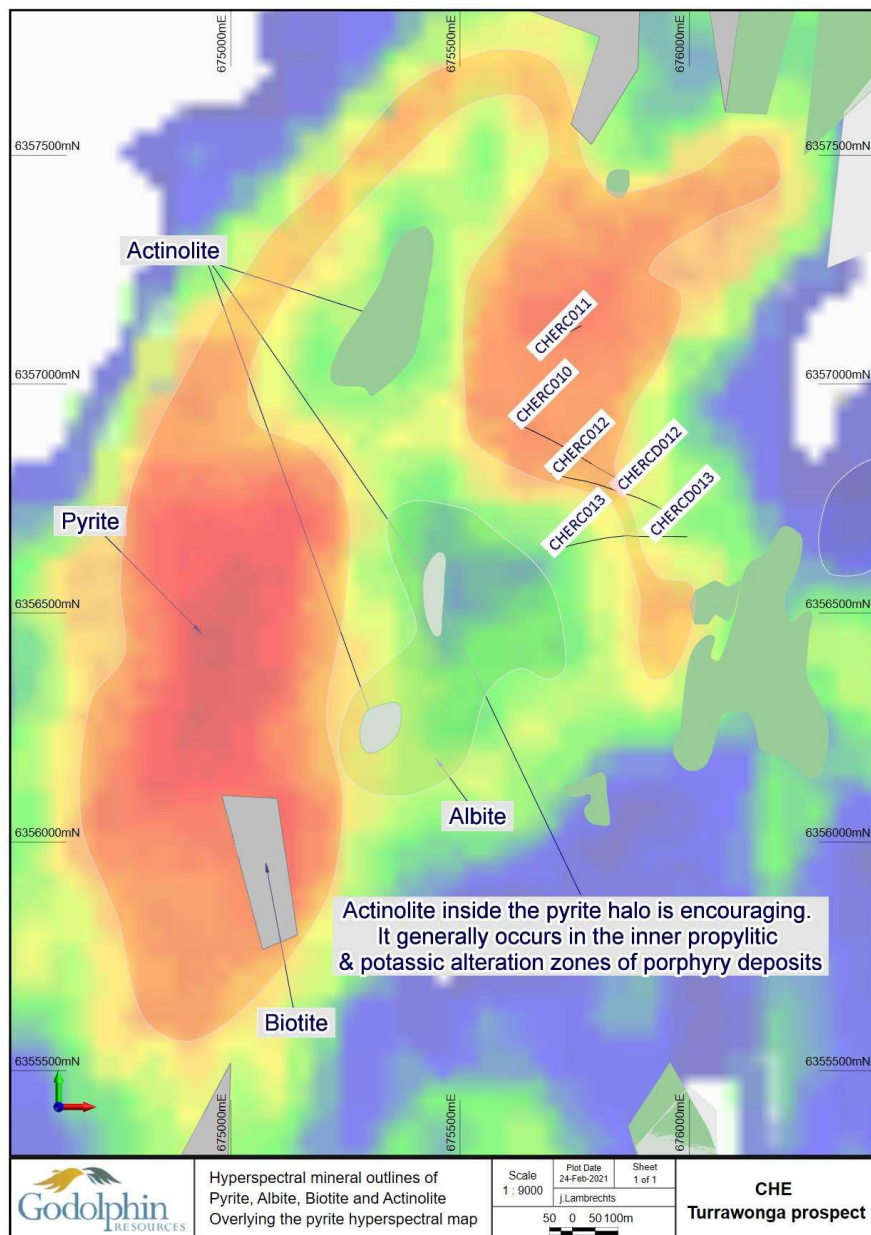 675000mE
675500mE
676000mE
6357500mN
6357500mN
Actinolite
CHERC011
6357000mN
6357000mN
CHERC010
CHERC012
CHERCD012
Pyrite
CHERC013
CHERCD013
6356500mN
6356500mN
Albite
6356000mN
6356000mN
Actinolite inside the pyrite halo is encouraging.
It generally occurs in the inner propylitic
& potassic alteration zones of porphyry deposits
Biotite
6355500mN
6355500mN
675000mE
675500mE
676000mE
Godolphin
RESOURCES
Hyperspectral mineral outlines of
Pyrite, Albite, Biotite and Actinolite
Overlying the pyrite hyperspectral map
Scale
1 : 9000
Plot Date
24-Feb-2021
Sheet
1 of 1
j.Lambrechts
50 0 50 100m
CHE
Turrawonga prospect